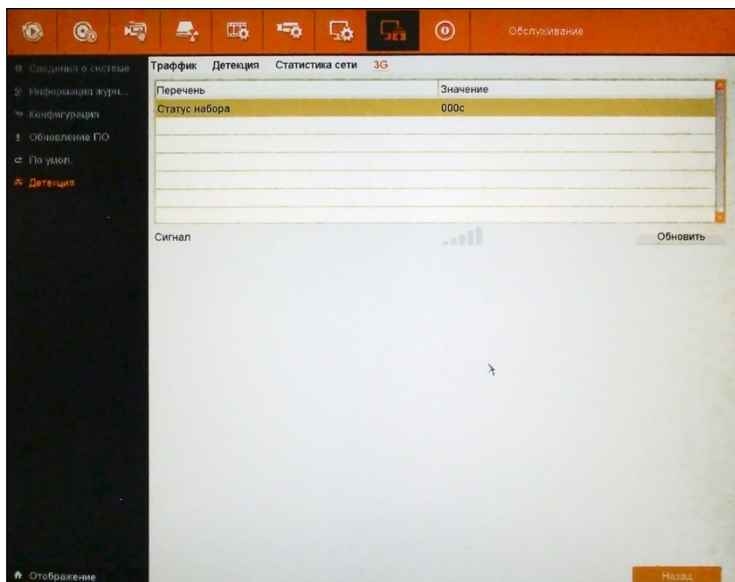 Обслуживание
Сведения о системе
Информация журн...
Конфигурация
Обновление ПО
По умол.
Детекция
Отображение
Траффик Детекция Статистика сети 3G
Перечень Значение
Статус набора 000с
Сигнал Обновить
Назад